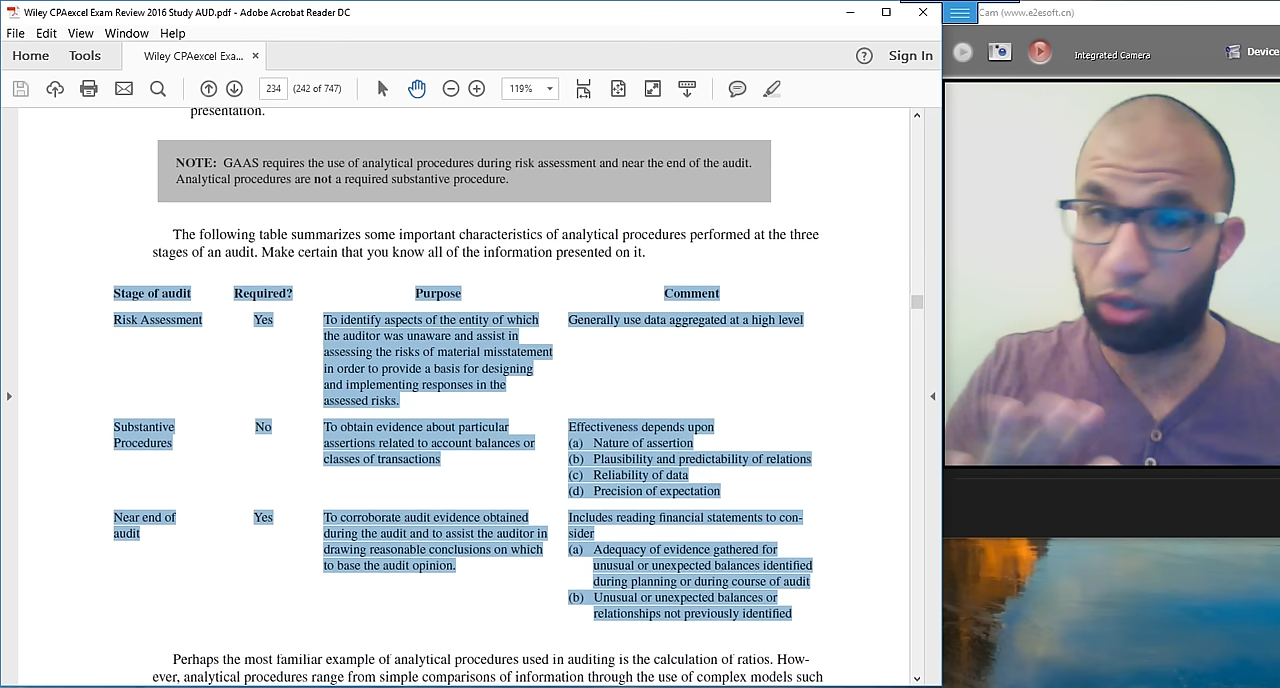 Wiley CPAexcel Exam Review 2016 Study AUD.pdf - Adobe Acrobat Reader DC
Cam (www.e2esoft.cn)
File Edit View Window Help
Home Tools Wiley CPAexcel Exa... × Sign In
Integrated Camera Device
234 (242 of 747) 119%
presentation.
NOTE: GAAS requires the use of analytical procedures during risk assessment and near the end of the audit.
Analytical procedures are not a required substantive procedure.
The following table summarizes some important characteristics of analytical procedures performed at the three
stages of an audit. Make certain that you know all of the information presented on it.
Stage of audit Required? Purpose Comment
Risk Assessment Yes To identify aspects of the entity of which Generally use data aggregated at a high level
the auditor was unaware and assist in
assessing the risks of material misstatement
in order to provide a basis for designing
and implementing responses in the
assessed risks.
Substantive No To obtain evidence about particular Effectiveness depends upon
Procedures assertions related to account balances or (a) Nature of assertion
classes of transactions (b) Plausibility and predictability of relations
(c) Reliability of data
(d) Precision of expectation
Near end of Yes To corroborate audit evidence obtained Includes reading financial statements to con-
audit during the audit and to assist the auditor in sider
drawing reasonable conclusions on which (a) Adequacy of evidence gathered for
to base the audit opinion. unusual or unexpected balances identified
during planning or during course of audit
(b) Unusual or unexpected balances or
relationships not previously identified
Perhaps the most familiar example of analytical procedures used in auditing is the calculation of ratios. How-
ever, analytical procedures range from simple comparisons of information through the use of complex models such